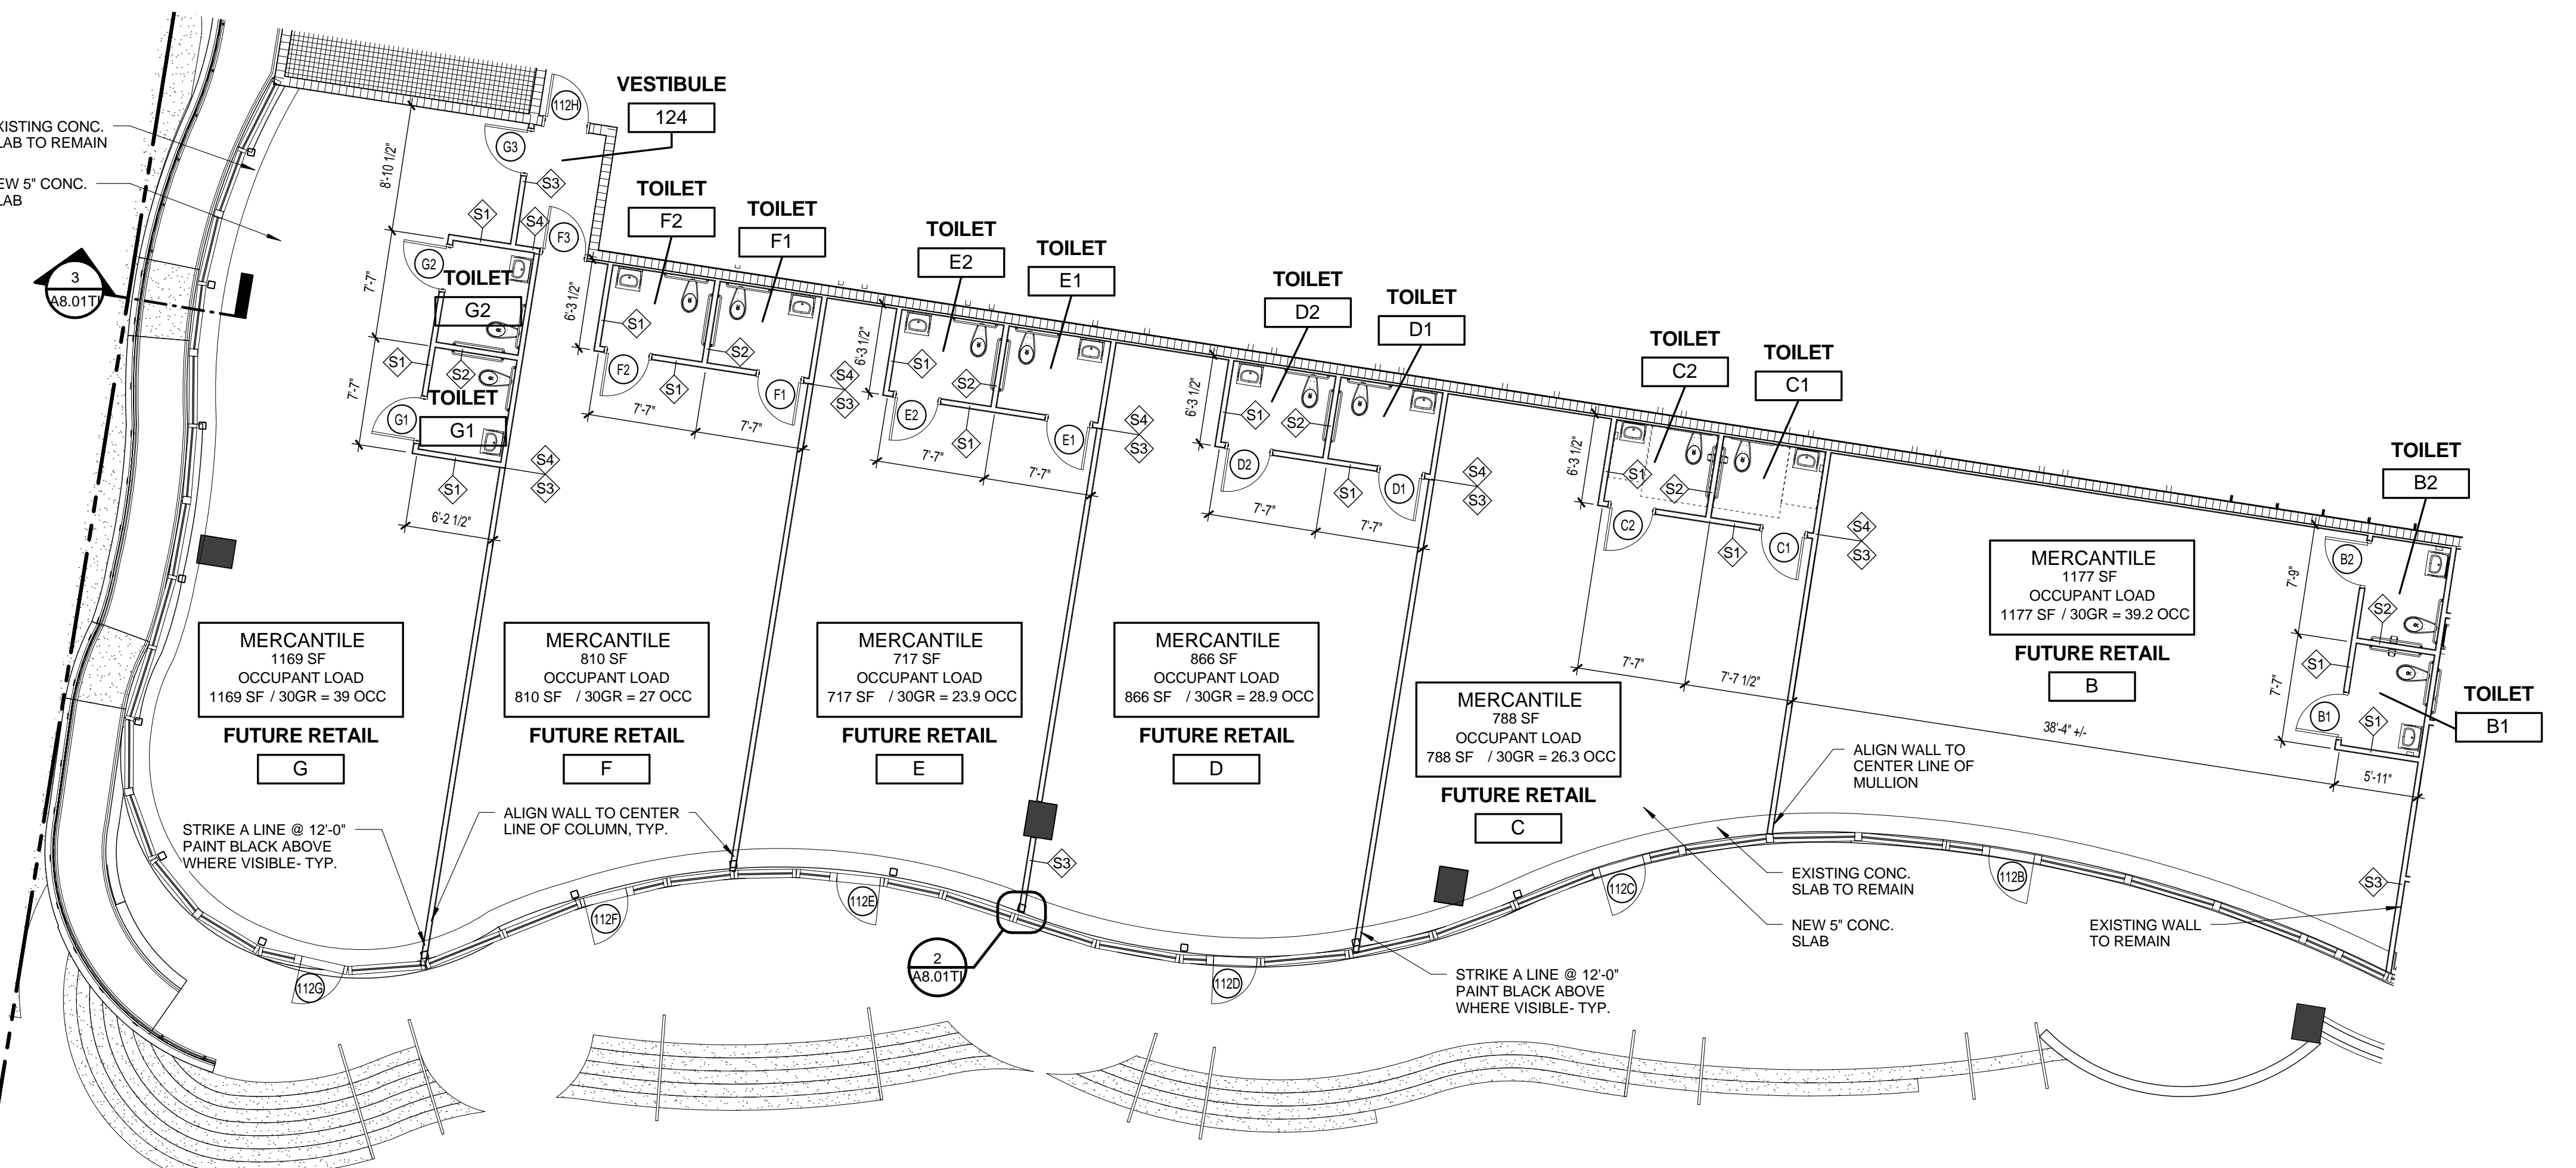 VESTIBULE
124
112H
G3
XISTING CONC.
LAB TO REMAIN
EW 5" CONC.
LAB
8'-10 1/2"
S3
S1
S4
F3
G2
TOILET
G2
7'-7"
3
A8.01TI
S1
S2
7'-7"
TOILET
G1
G1
S4
S3
S1
6'-2 1/2"
TOILET
F2
TOILET
F1
6'-3 1/2"
S1
S2
F2
S1
F1
S4
S3
7'-7"
7'-7"
TOILET
E2
TOILET
E1
6'-3 1/2"
S1
S2
E2
S1
E1
S4
S3
7'-7"
7'-7"
TOILET
D2
TOILET
D1
6'-3 1/2"
S1
S2
D2
S1
D1
S4
S3
7'-7"
7'-7"
TOILET
C2
TOILET
C1
6'-3 1/2"
S1
S2
C2
S1
C1
S4
S3
7'-7"
7'-7 1/2"
TOILET
B2
B2
7'-9"
S2
S1
7'-7"
B1
S1
TOILET
B1
38'-4" +/-
5'-11"
MERCANTILE
1169 SF
OCCUPANT LOAD
1169 SF / 30GR = 39 OCC
FUTURE RETAIL
G
MERCANTILE
810 SF
OCCUPANT LOAD
810 SF / 30GR = 27 OCC
FUTURE RETAIL
F
MERCANTILE
717 SF
OCCUPANT LOAD
717 SF / 30GR = 23.9 OCC
FUTURE RETAIL
E
MERCANTILE
866 SF
OCCUPANT LOAD
866 SF / 30GR = 28.9 OCC
FUTURE RETAIL
D
MERCANTILE
788 SF
OCCUPANT LOAD
788 SF / 30GR = 26.3 OCC
FUTURE RETAIL
C
MERCANTILE
1177 SF
OCCUPANT LOAD
1177 SF / 30GR = 39.2 OCC
FUTURE RETAIL
B
STRIKE A LINE @ 12'-0"
PAINT BLACK ABOVE
WHERE VISIBLE- TYP.
ALIGN WALL TO CENTER
LINE OF COLUMN, TYP.
ALIGN WALL TO
CENTER LINE OF
MULLION
S3
EXISTING CONC.
SLAB TO REMAIN
NEW 5" CONC.
SLAB
S3
EXISTING WALL
TO REMAIN
STRIKE A LINE @ 12'-0"
PAINT BLACK ABOVE
WHERE VISIBLE- TYP.
112G
112F
112E
2
A8.01TI
112D
112C
112B